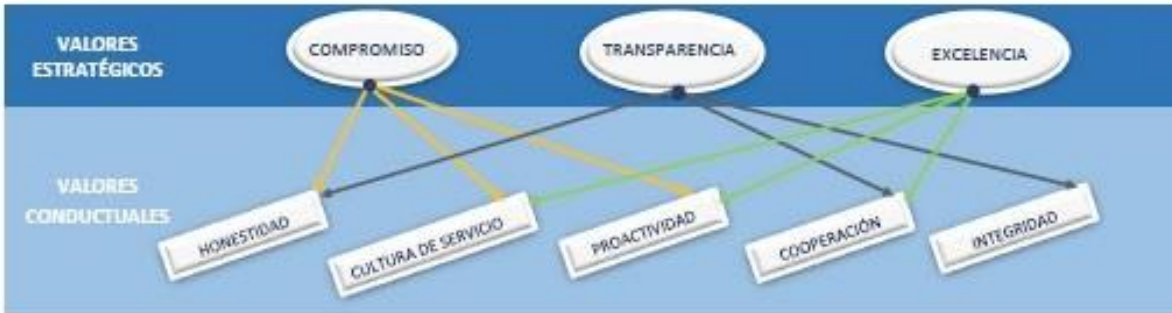 VALORES
ESTRATÉGICOS
COMPROMISO
TRANSPARENCIA
EXCELENCIA
VALORES
CONDUCTUALES
HONESTIDAD
CULTURA DE SERVICIO
PROACTIVIDAD
COOPERACIÓN
INTEGRIDAD